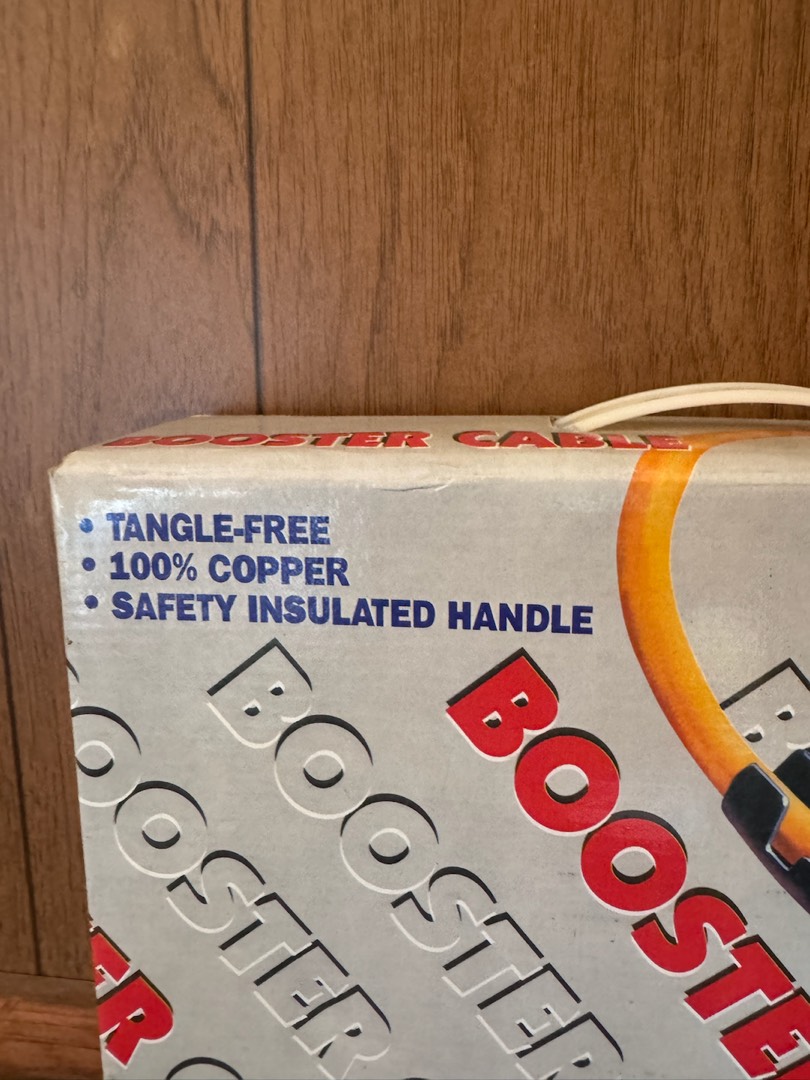 BOOSTER CABLE
• TANGLE-FREE
• 100% COPPER
• SAFETY INSULATED HANDLE
BOOSTER
BOOSTER
BOOSTER